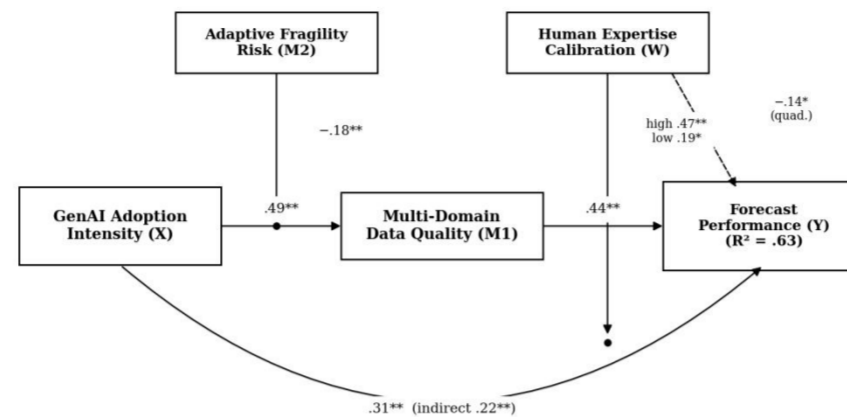 Adaptive Fragility
Risk (M2)
Human Expertise
Calibration (W)
−.18**
high .47**
low .19*
−.14*
(quad.)
GenAI Adoption
Intensity (X)
.49**
Multi-Domain
Data Quality (M1)
.44**
Forecast
Performance (Y)
(R² = .63)
.31** (indirect .22**)